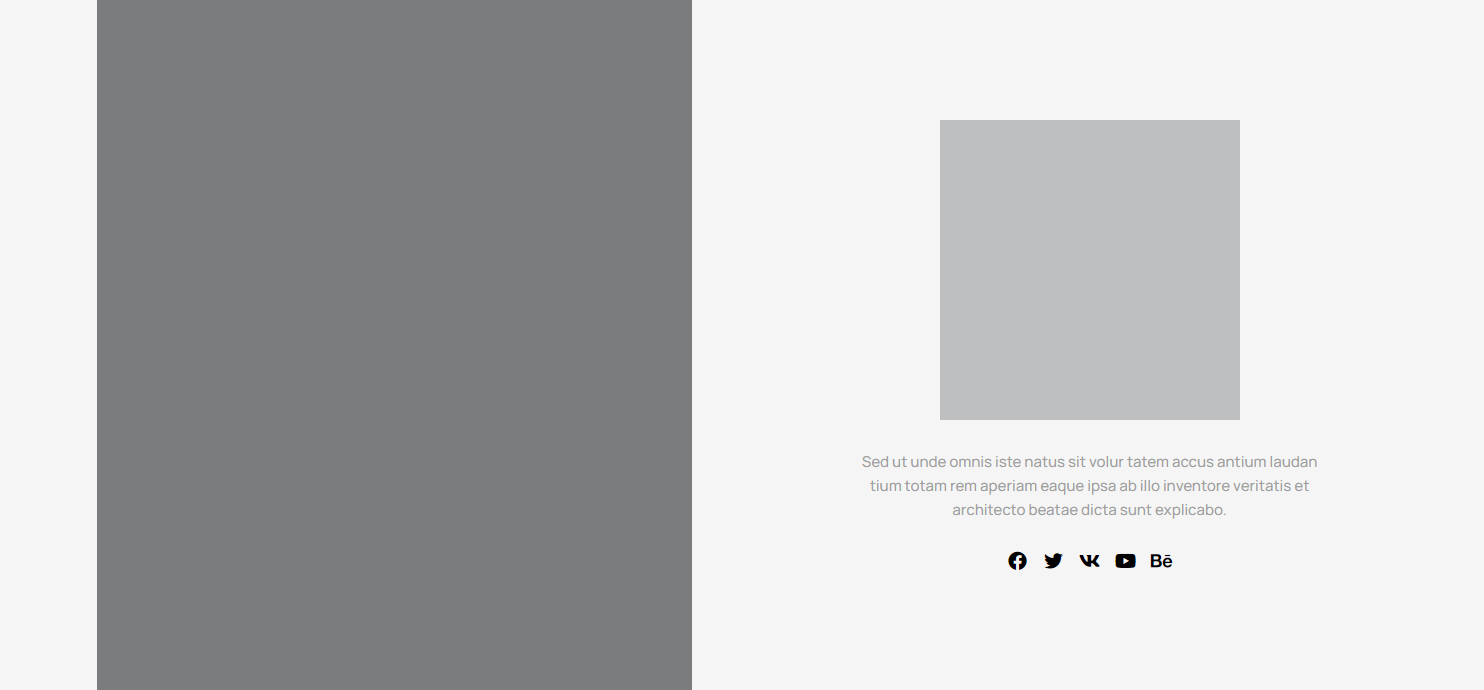 Sed ut unde omnis iste natus sit volur tatem accus antium laudan
tium totam rem aperiam eaque ipsa ab illo inventore veritatis et
architecto beatae dicta sunt explicabo.
Bē